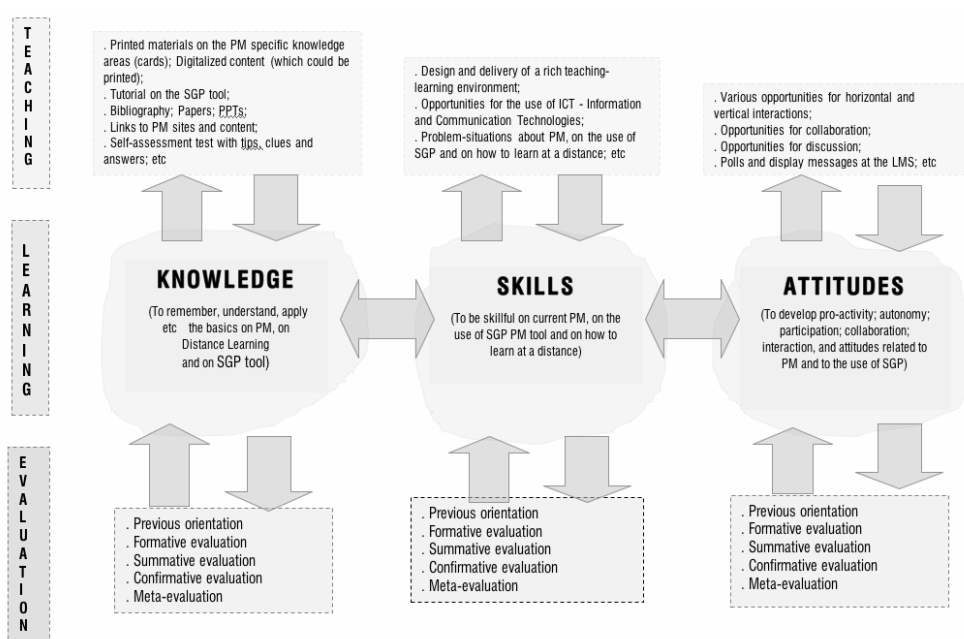 TEACHING
. Printed materials on the PM specific knowledge
areas (cards); Digitalized content (which could be
printed);
. Tutorial on the SGP tool;
. Bibliography; Papers; PPTs;
. Links to PM sites and content;
. Self-assessment test with tips, clues and
answers; etc
. Design and delivery of a rich teaching-
learning environment;
. Opportunities for the use of ICT - Information
and Communication Technologies;
. Problem-situations about PM, on the use of
SGP and on how to learn at a distance; etc
. Various opportunities for horizontal and
vertical interactions;
. Opportunities for collaboration;
. Opportunities for discussion;
. Polls and display messages at the LMS; etc
LEARNING
KNOWLEDGE
(To remember, understand, apply
etc the basics on PM, on
Distance Learning
and on SGP tool)
SKILLS
(To be skillful on current PM, on the
use of SGP PM tool and on how to
learn at a distance)
ATTITUDES
(To develop pro-activity; autonomy;
participation; collaboration;
interaction, and attitudes related to
PM and to the use of SGP)
EVALUATION
. Previous orientation
. Formative evaluation
. Summative evaluation
. Confirmative evaluation
. Meta-evaluation
. Previous orientation
. Formative evaluation
. Summative evaluation
. Confirmative evaluation
. Meta-evaluation
. Previous orientation
. Formative evaluation
. Summative evaluation
. Confirmative evaluation
. Meta-evaluation